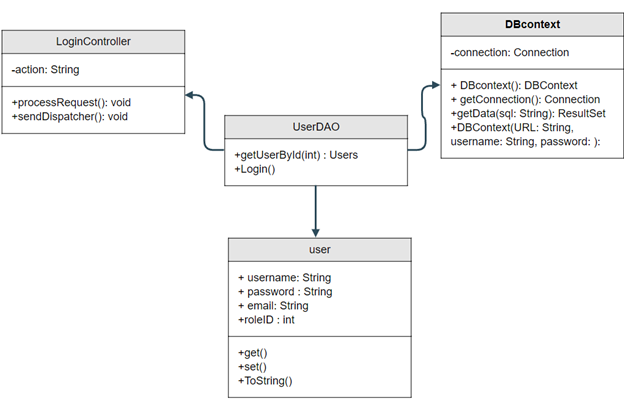 LoginController
-action: String
+processRequest(): void
+sendDispatcher(): void
DBcontext
-connection: Connection
+ DBcontext(): DBContext
+ getConnection(): Connection
+getData(sql: String): ResultSet
+DBContext(URL: String,
username: String, password: ):
UserDAO
+getUserById(int) : Users
+Login()
user
+ username: String
+ password : String
+ email: String
+roleID : int
+get()
+set()
+ToString()